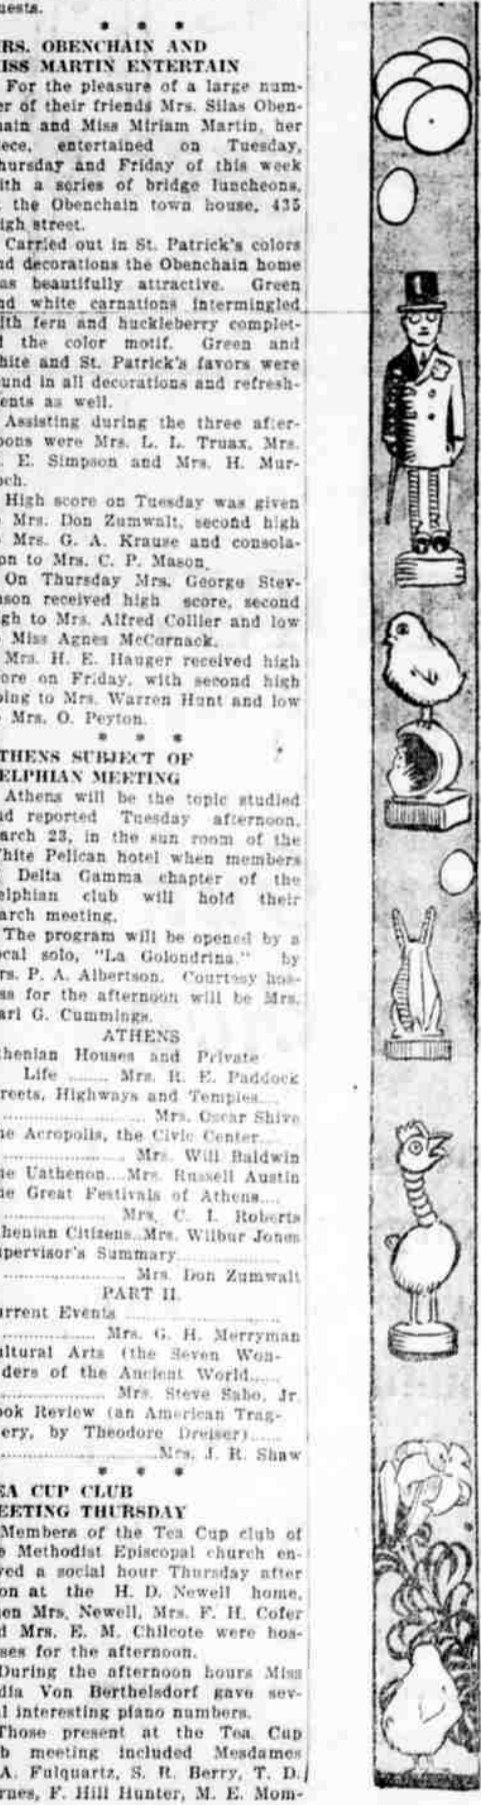 uests.
* * *
RS. OBENCHAIN AND
ISS MARTIN ENTERTAIN
For the pleasure of a large num-
er of their friends Mrs. Silas Oben-
hain and Miss Miriam Martin, her
iece, entertained on Tuesday,
hursday and Friday of this week
ith a series of bridge luncheons,
t the Obenchain town house, 435
igh street.
Carried out in St. Patrick's colors
nd decorations the Obenchain home
as beautifully attractive. Green
nd white carnations intermingled
ith fern and huckleberry complet-
d the color motif. Green and
hite and St. Patrick's favors were
ound in all decorations and refresh-
ents as well.
Assisting during the three after-
oons were Mrs. L. L. Truax, Mrs.
. E. Simpson and Mrs. H. Mur-
och.
High score on Tuesday was given
o Mrs. Don Zumwalt, second high
o Mrs. G. A. Krause and consola-
on to Mrs. C. P. Mason.
On Thursday Mrs. George Stev-
nson received high score, second
igh to Mrs. Alfred Collier and low
o Miss Agnes McCornack.
Mrs. H. E. Hauger received high
ore on Friday, with second high
oing to Mrs. Warren Hunt and low
o Mrs. O. Peyton.
* * *
THENS SUBJECT OF
ELPHIAN MEETING
Athens will be the topic studied
nd reported Tuesday afternoon,
arch 23, in the sun room of the
hite Pelican hotel when members
Delta Gamma chapter of the
elphian club will hold their
arch meeting.
The program will be opened by a
ocal solo, "La Golondrina." by
rs. P. A. Albertson. Courtesy hos-
ss for the afternoon will be Mrs.
arl G. Cummings.
ATHENS
thenian Houses and Private
Life ........ Mrs. R. E. Paddock
treets, Highways and Temples....
........................ Mrs. Oscar Shive
he Acropolis, the Civic Center....
........................ Mrs. Will Baldwin
he Uathenon....Mrs. Russell Austin
he Great Festivals of Athens....
........................ Mrs. C. I. Roberts
thenian Citizens..Mrs. Wilbur Jones
upervisor's Summary....................
........................ Mrs. Don Zumwalt
PART II.
urrent Events ..............................
.................... Mrs. G. H. Merryman
ultural Arts (the Seven Won-
ders of the Ancient World......
.................... Mrs. Steve Sabo, Jr.
ook Review (an American Trag-
ery, by Theodore Dreiser)......
.............................Mrs. J. R. Shaw
* * *
EA CUP CLUB
EETING THURSDAY
Members of the Tea Cup club of
e Methodist Episcopal church en-
yed a social hour Thursday after
on at the H. D. Newell home,
en Mrs. Newell, Mrs. F. H. Cofer
d Mrs. E. M. Chilcote were hos-
ses for the afternoon.
During the afternoon hours Miss
dia Von Berthelsdorf gave sev-
l interesting piano numbers.
Those present at the Tea Cup
b meeting included Mesdames
A. Fulquartz, S. R. Berry, T. D.
rnes, F. Hill Hunter, M. E. Mom-